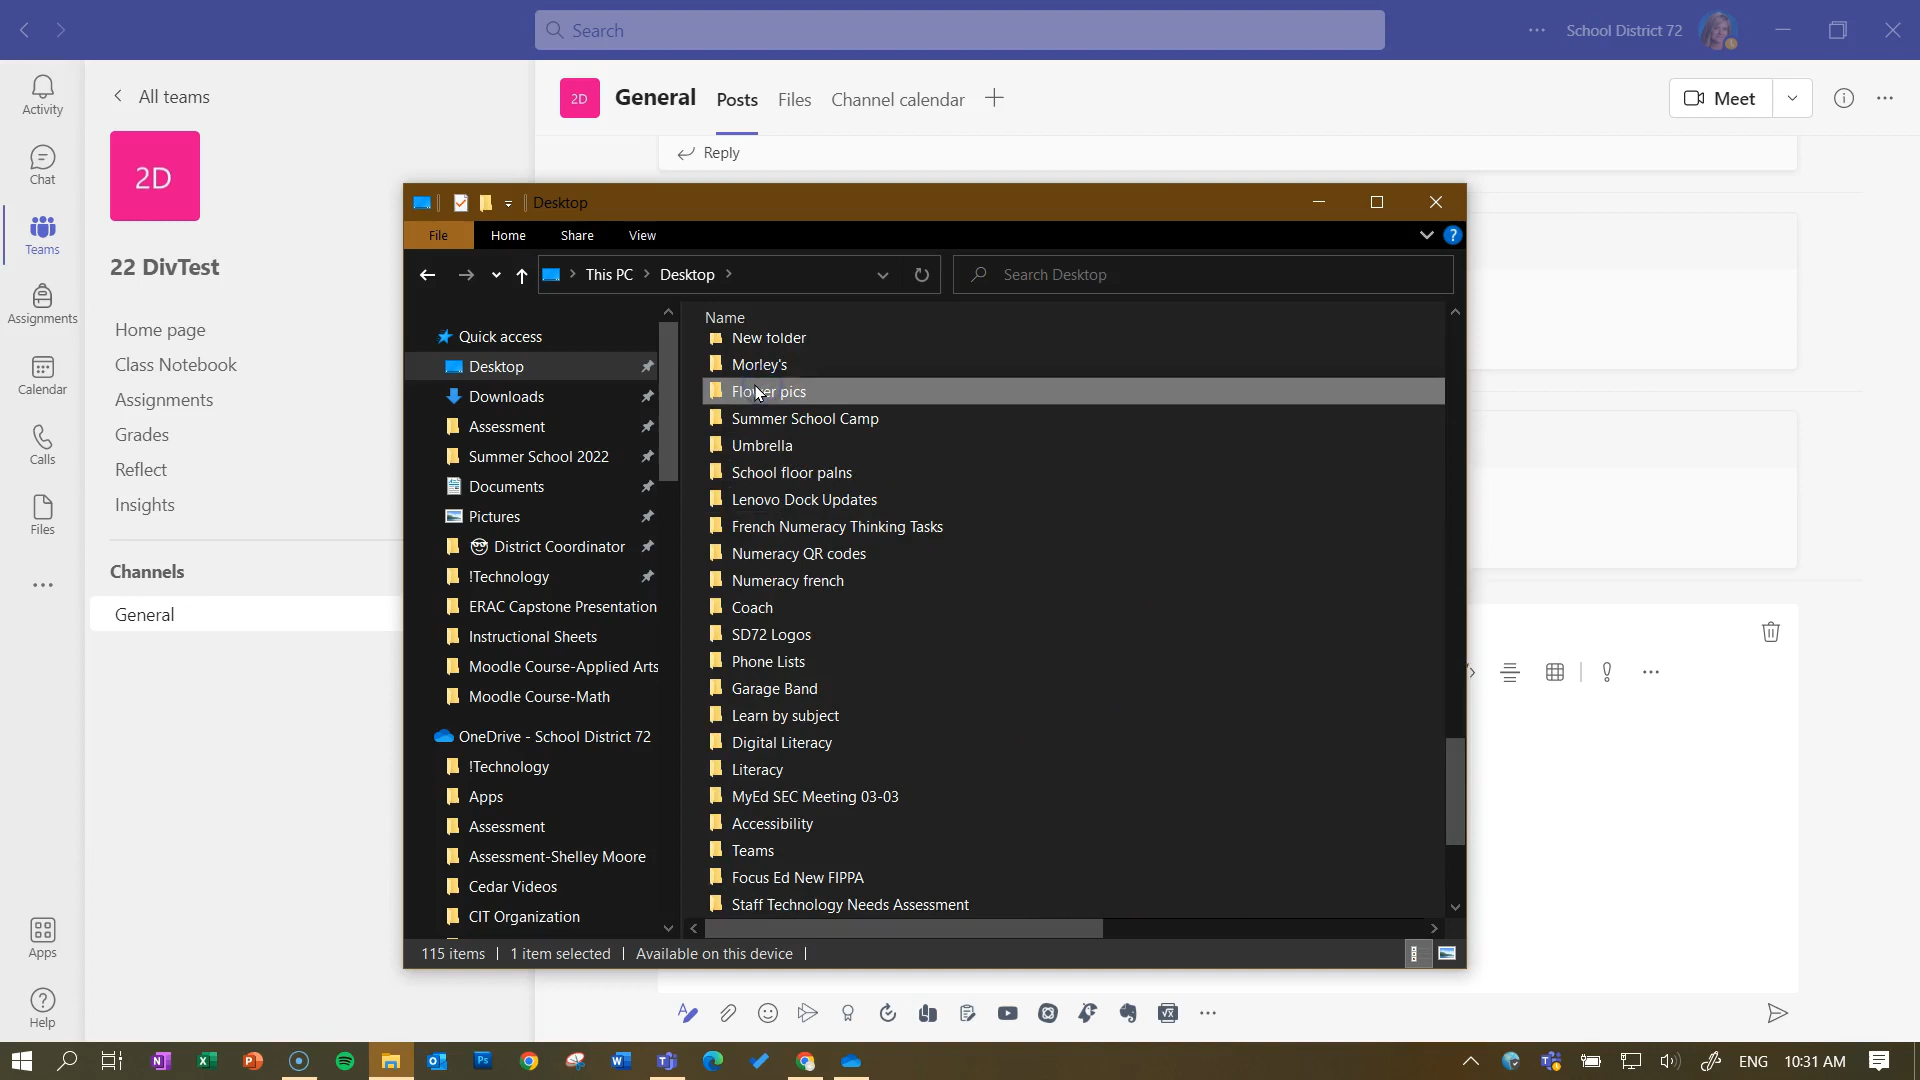 Search
School District 72
Activity
Chat
Teams
Assignments
Calendar
Calls
Files
Apps
Help
All teams
2D
22 DivTest
Home page
Class Notebook
Assignments
Grades
Reflect
Insights
Channels
General
2D
General
Posts
Files
Channel calendar
Meet
Reply
Desktop
File
Home
Share
View
?
This PC
Desktop
Search Desktop
Quick access
Desktop
Downloads
Assessment
Summer School 2022
Documents
Pictures
😎 District Coordinator
!Technology
ERAC Capstone Presentation
Instructional Sheets
Moodle Course-Applied Arts
Moodle Course-Math
OneDrive - School District 72
!Technology
Apps
Assessment
Assessment-Shelley Moore
Cedar Videos
CIT Organization
Name
New folder
Morley's
Flower pics
Summer School Camp
Umbrella
School floor palns
Lenovo Dock Updates
French Numeracy Thinking Tasks
Numeracy QR codes
Numeracy french
Coach
SD72 Logos
Phone Lists
Garage Band
Learn by subject
Digital Literacy
Literacy
MyEd SEC Meeting 03-03
Accessibility
Teams
Focus Ed New FIPPA
Staff Technology Needs Assessment
115 items
1 item selected
Available on this device
ENG
10:31 AM